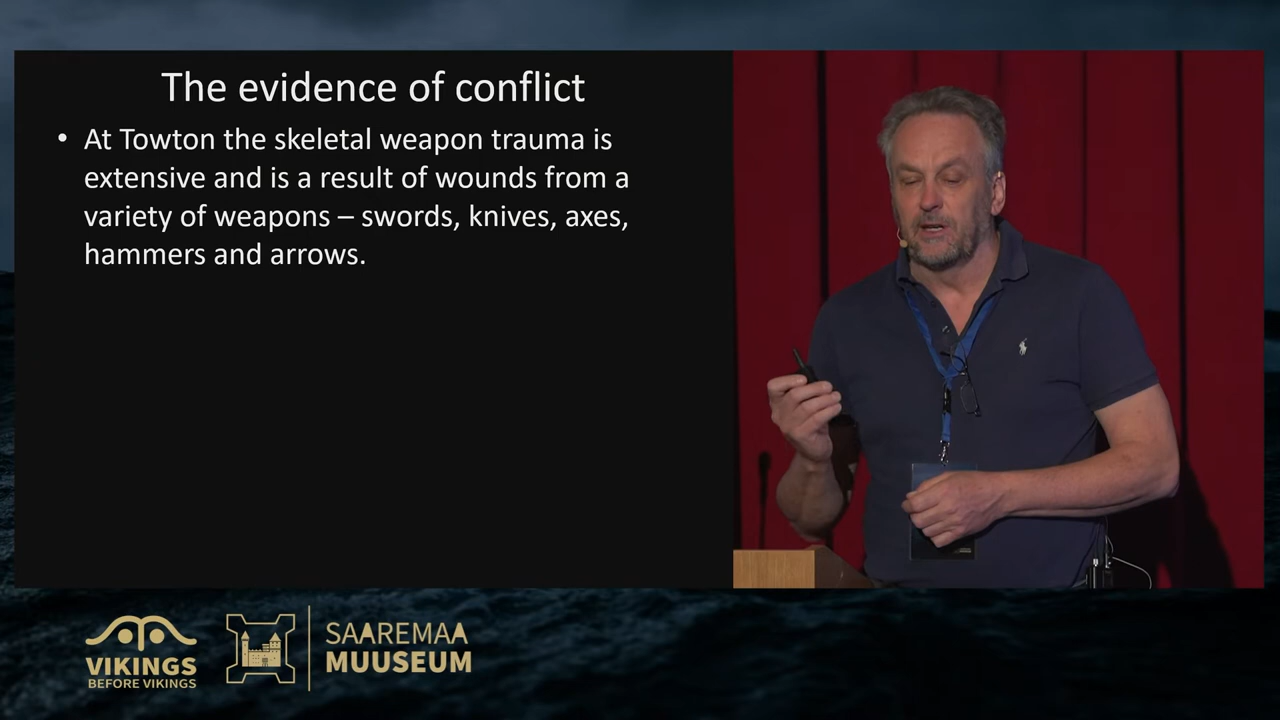 The evidence of conflict
• At Towton the skeletal weapon trauma is
extensive and is a result of wounds from a
variety of weapons – swords, knives, axes,
hammers and arrows.
VIKINGS
BEFORE VIKINGS
SAAREMAA
MUUSEUM